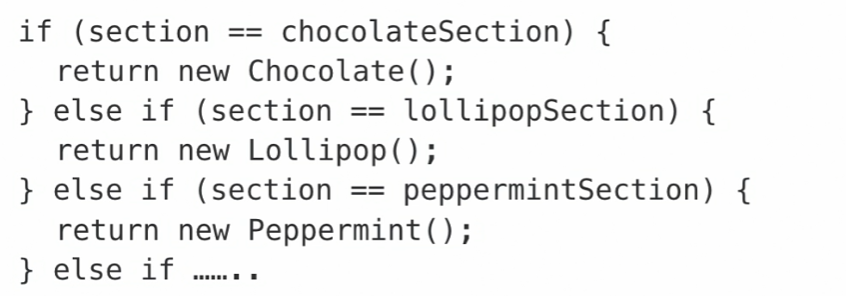 if (section == chocolateSection) {
  return new Chocolate();
} else if (section == lollipopSection) {
  return new Lollipop();
} else if (section == peppermintSection) {
  return new Peppermint();
} else if ……..